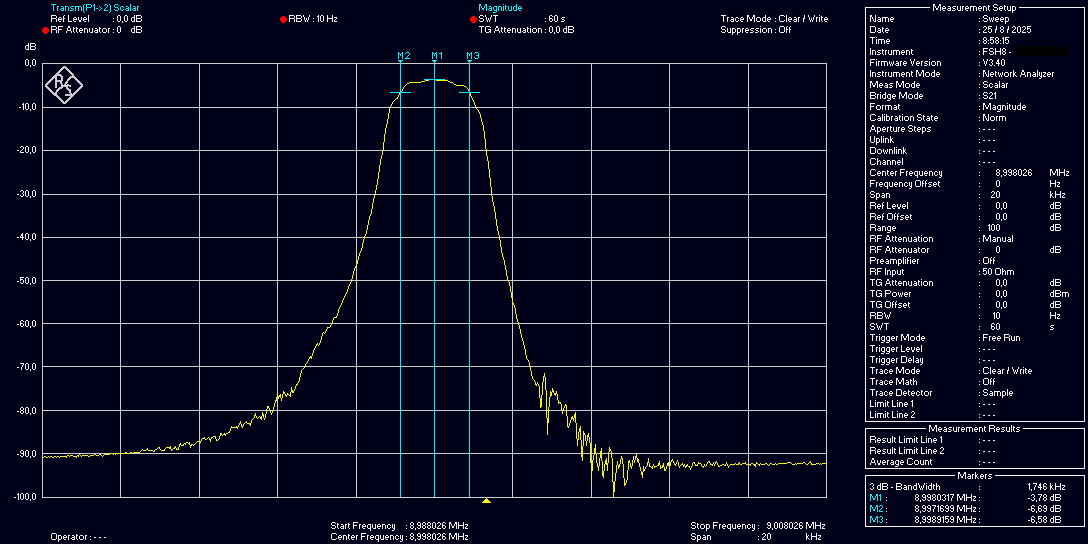 Transm(P1->2) Scalar
Ref Level : 0,0 dB
RF Attenuator : 0 dB
RBW : 10 Hz
Magnitude
SWT : 60 s
TG Attenuation : 0,0 dB
Trace Mode : Clear / Write
Suppression : Off
dB
M2 M1 M3
0,0
-10,0
-20,0
-30,0
-40,0
-50,0
-60,0
-70,0
-80,0
-90,0
-100,0
R S
Start Frequency : 8,988026 MHz
Stop Frequency : 9,008026 MHz
Operator : ---
Center Frequency : 8,998026 MHz
Span : 20 kHz
Measurement Setup
Name : Sweep
Date : 25 / 8 / 2025
Time : 8:58:15
Instrument : FSH8 -
Firmware Version : V3.40
Instrument Mode : Network Analyzer
Meas Mode : Scalar
Bridge Mode : S21
Format : Magnitude
Calibration State : Norm
Aperture Steps : ---
Uplink : ---
Downlink : ---
Channel : ---
Center Frequency : 8,998026 MHz
Frequency Offset : 0 Hz
Span : 20 kHz
Ref Level : 0,0 dB
Ref Offset : 0,0 dB
Range : 100 dB
RF Attenuation : Manual
RF Attenuator : 0 dB
Preamplifier : Off
RF Input : 50 Ohm
TG Attenuation : 0,0 dB
TG Power : 0,0 dBm
TG Offset : 0,0 dB
RBW : 10 Hz
SWT : 60 s
Trigger Mode : Free Run
Trigger Level : ---
Trigger Delay : ---
Trace Mode : Clear / Write
Trace Math : Off
Trace Detector : Sample
Limit Line 1 : ---
Limit Line 2 : ---
Measurement Results
Result Limit Line 1 : ---
Result Limit Line 2 : ---
Average Count : ---
Markers
3 dB - BandWidth : 1,746 kHz
M1 : 8,9980317 MHz : -3,78 dB
M2 : 8,9971699 MHz : -6,69 dB
M3 : 8,9989159 MHz : -6,58 dB